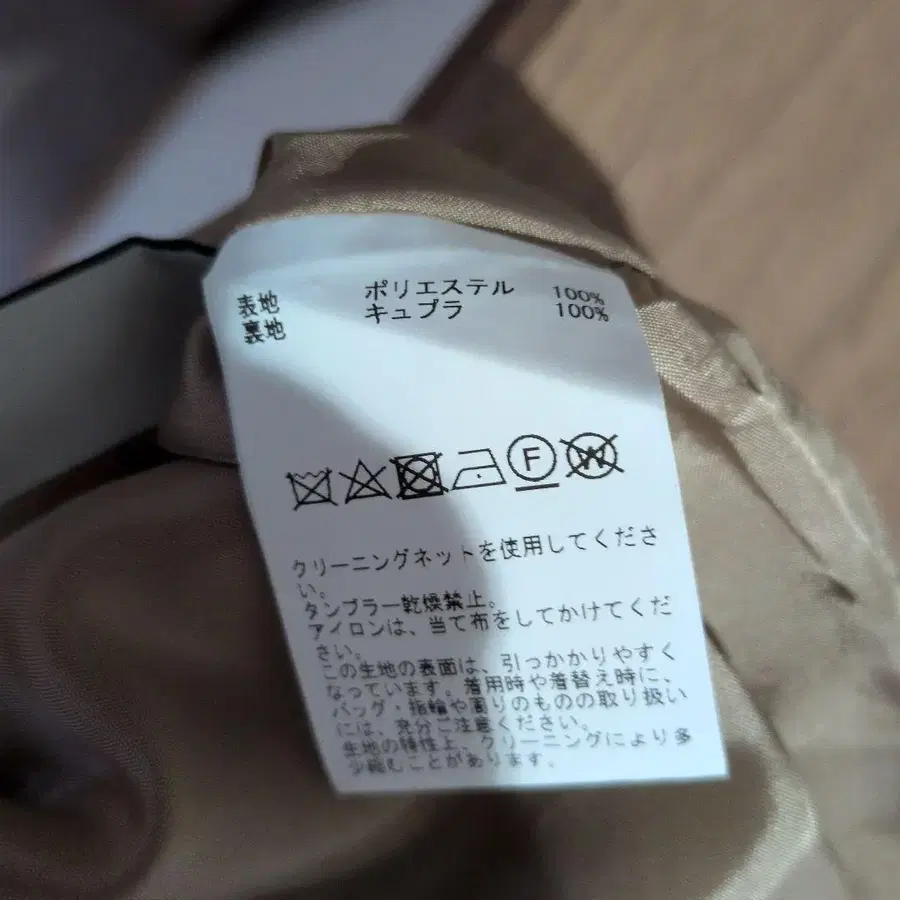 表地 ポリエステル 100%
裏地 キュプラ 100%
F W
クリーニングネットを使用してくださ
い。
タンブラー乾燥禁止。
アイロンは、当て布をしてかけてくだ
さい。
この生地の表面は、引っかかりやすく
なっています。着用時や着替え時に、
バッグ・指輪や周りのものの取り扱い
には、充分ご注意ください。
生地の特性上、クリーニングにより多
少縮むことがあります。